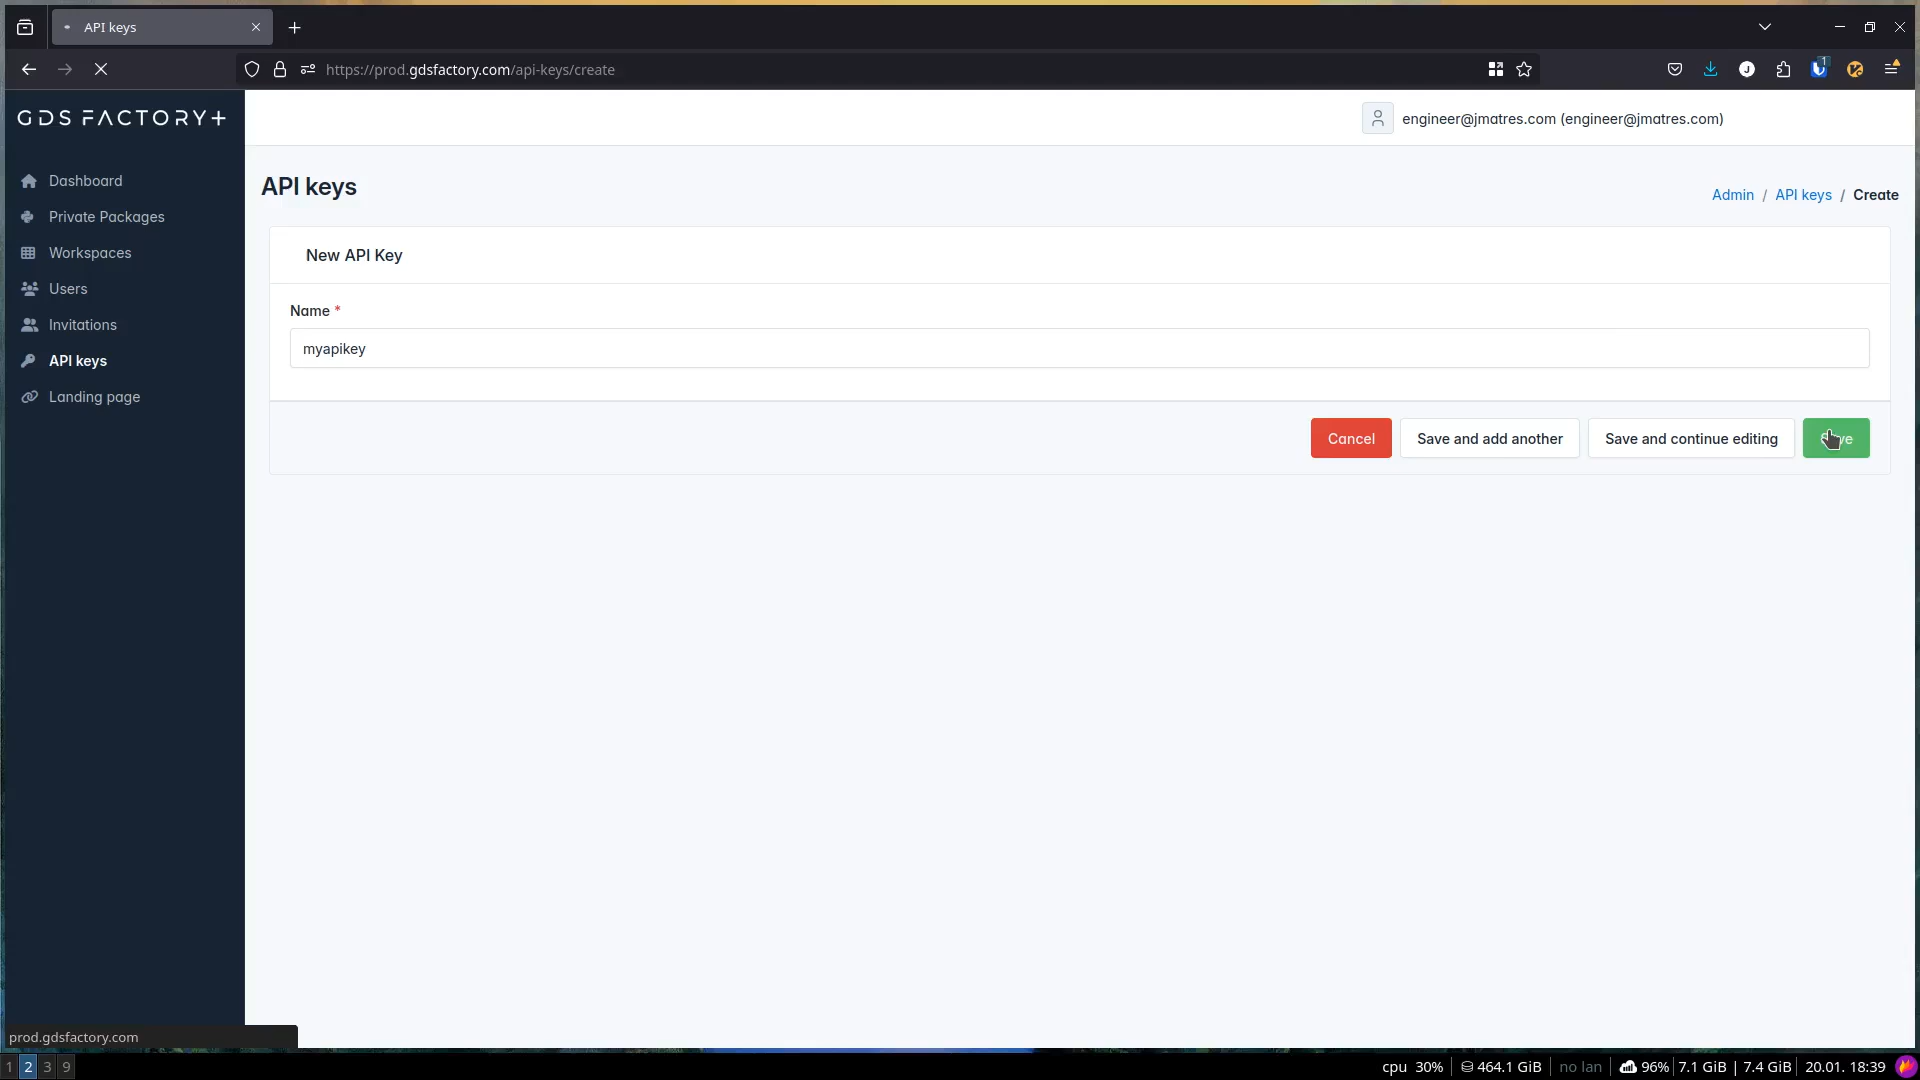 API keys
https://prod.gdsfactory.com/api-keys/create
J
1
GDS FACTORY+
engineer@jmatres.com (engineer@jmatres.com)
Dashboard
Private Packages
Workspaces
Users
Invitations
API keys
Landing page
API keys
Admin / API keys / Create
New API Key
Name *
myapikey
Cancel
Save and add another
Save and continue editing
prod.gdsfactory.com
1 2 3 9
cpu 30% 464.1 GiB no lan 96% 7.1 GiB | 7.4 GiB 20.01. 18:39